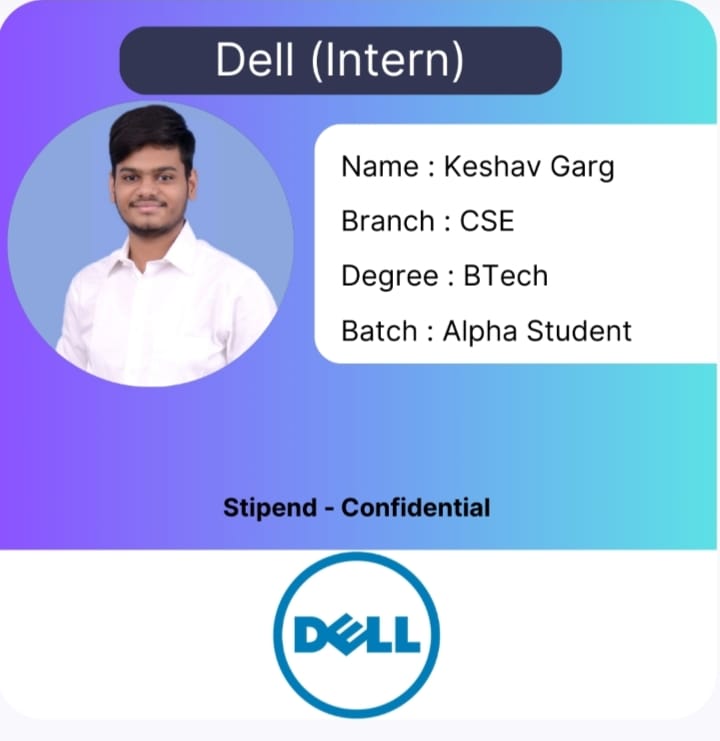 Dell (Intern)
Name : Keshav Garg
Branch : CSE
Degree : BTech
Batch : Alpha Student
Stipend - Confidential
DELL